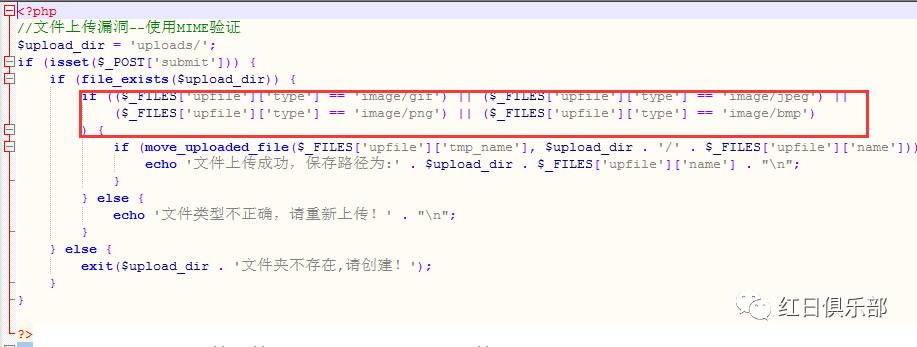 <?php
//文件上传漏洞--使用MIME验证
$upload_dir = 'uploads/';
if (isset($_POST['submit'])) {
if (file_exists($upload_dir)) {
if (($_FILES['upfile']['type'] == 'image/gif') || ($_FILES['upfile']['type'] == 'image/jpeg') ||
($_FILES['upfile']['type'] == 'image/png') || ($_FILES['upfile']['type'] == 'image/bmp')
) {
if (move_uploaded_file($_FILES['upfile']['tmp_name'], $upload_dir . '/' . $_FILES['upfile']['name']))
echo '文件上传成功，保存路径为:' . $upload_dir . $_FILES['upfile']['name'] . "\n";
}
} else {
echo '文件类型不正确，请重新上传！' . "\n";
}
} else {
exit($upload_dir . '文件夹不存在,请创建！');
}
}
红日俱乐部
?>